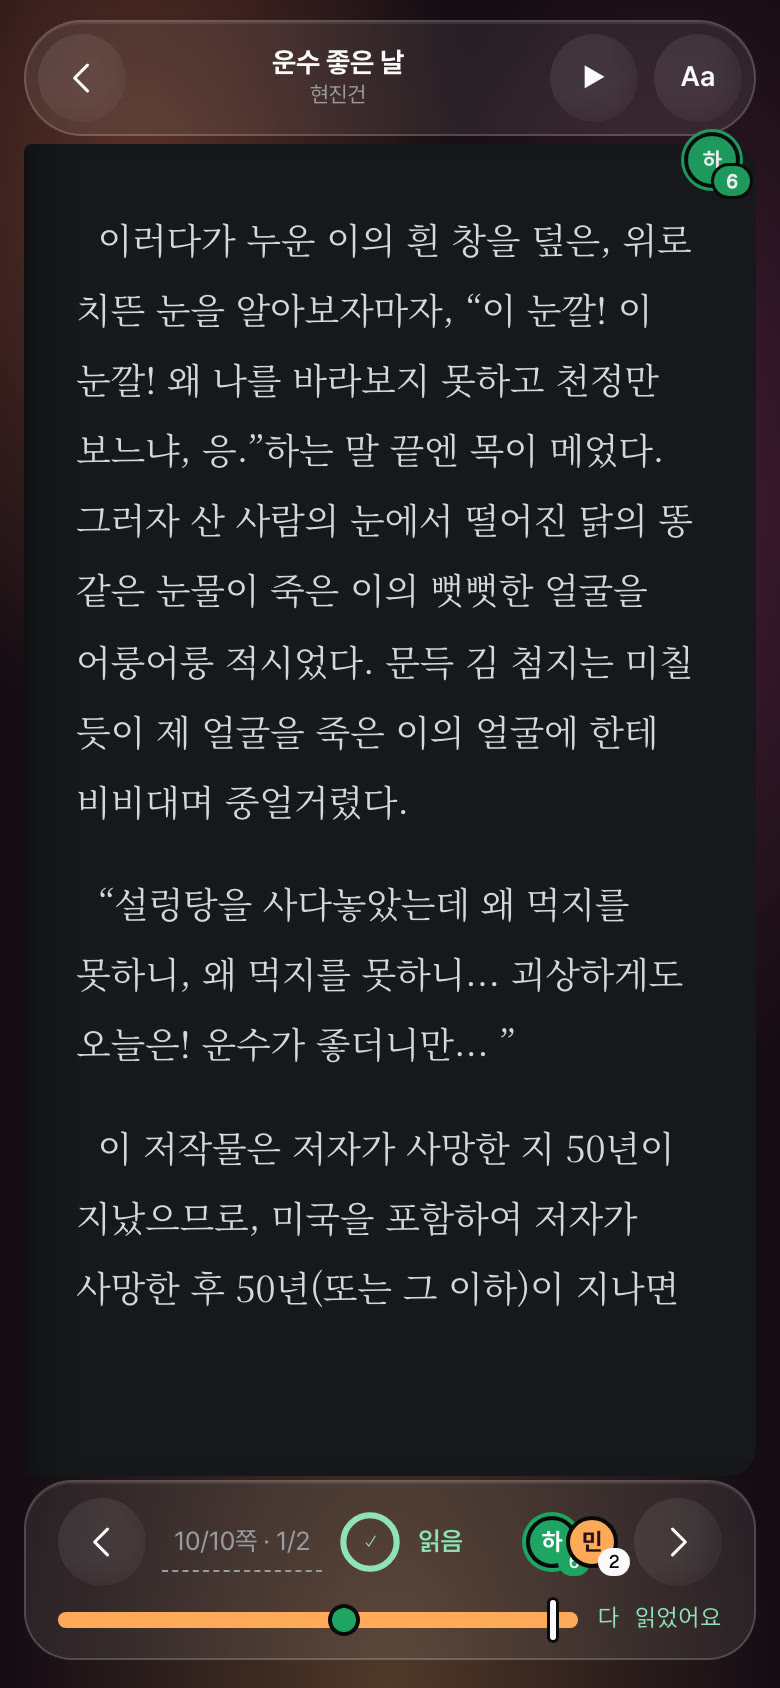 운수 좋은 날
현진건
Aa
하
6
이러다가 누운 이의 흰 창을 덮은, 위로
치뜬 눈을 알아보자마자, “이 눈깔! 이
눈깔! 왜 나를 바라보지 못하고 천정만
보느냐, 응.”하는 말 끝엔 목이 메었다.
그러자 산 사람의 눈에서 떨어진 닭의 똥
같은 눈물이 죽은 이의 뻣뻣한 얼굴을
어룽어룽 적시었다. 문득 김 첨지는 미칠
듯이 제 얼굴을 죽은 이의 얼굴에 한테
비비대며 중얼거렸다.
“설렁탕을 사다놓았는데 왜 먹지를
못하니, 왜 먹지를 못하니... 괴상하게도
오늘은! 운수가 좋더니만... ”
이 저작물은 저자가 사망한 지 50년이
지났으므로, 미국을 포함하여 저자가
사망한 후 50년(또는 그 이하)이 지나면
10/10쪽 · 1/2 ✓ 읽음 하 6 민 2
다 읽었어요